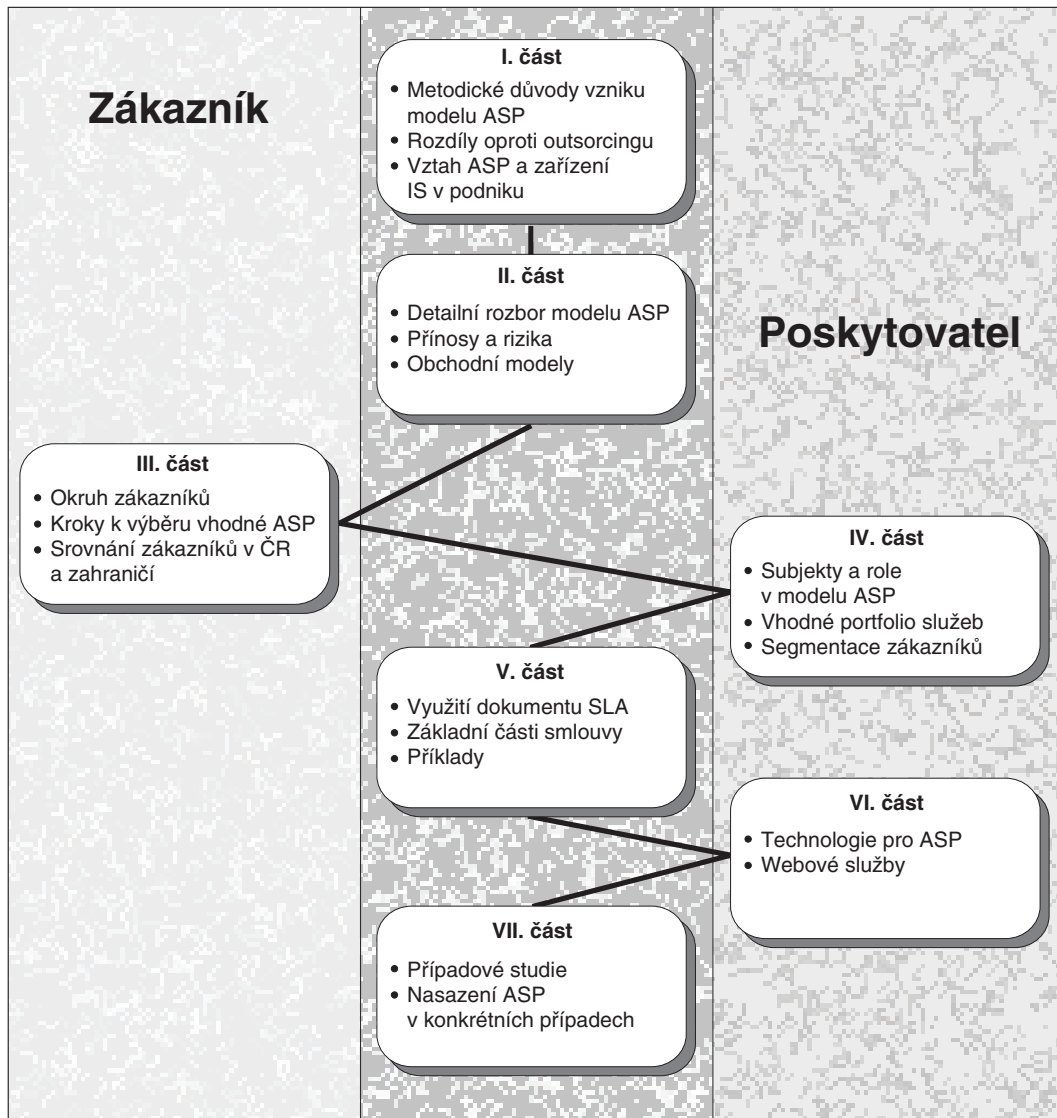 Zákazník
I. část
• Metodické důvody vzniku
modelu ASP
• Rozdíly oproti outsorcingu
• Vztah ASP a zařízení
IS v podniku
II. část
• Detailní rozbor modelu ASP
• Přínosy a rizika
• Obchodní modely
Poskytovatel
III. část
• Okruh zákazníků
• Kroky k výběru vhodné ASP
• Srovnání zákazníků v ČR
a zahraničí
IV. část
• Subjekty a role
v modelu ASP
• Vhodné portfolio služeb
• Segmentace zákazníků
V. část
• Využití dokumentu SLA
• Základní části smlouvy
• Příklady
VI. část
• Technologie pro ASP
• Webové služby
VII. část
• Případové studie
• Nasazení ASP
v konkrétních případech